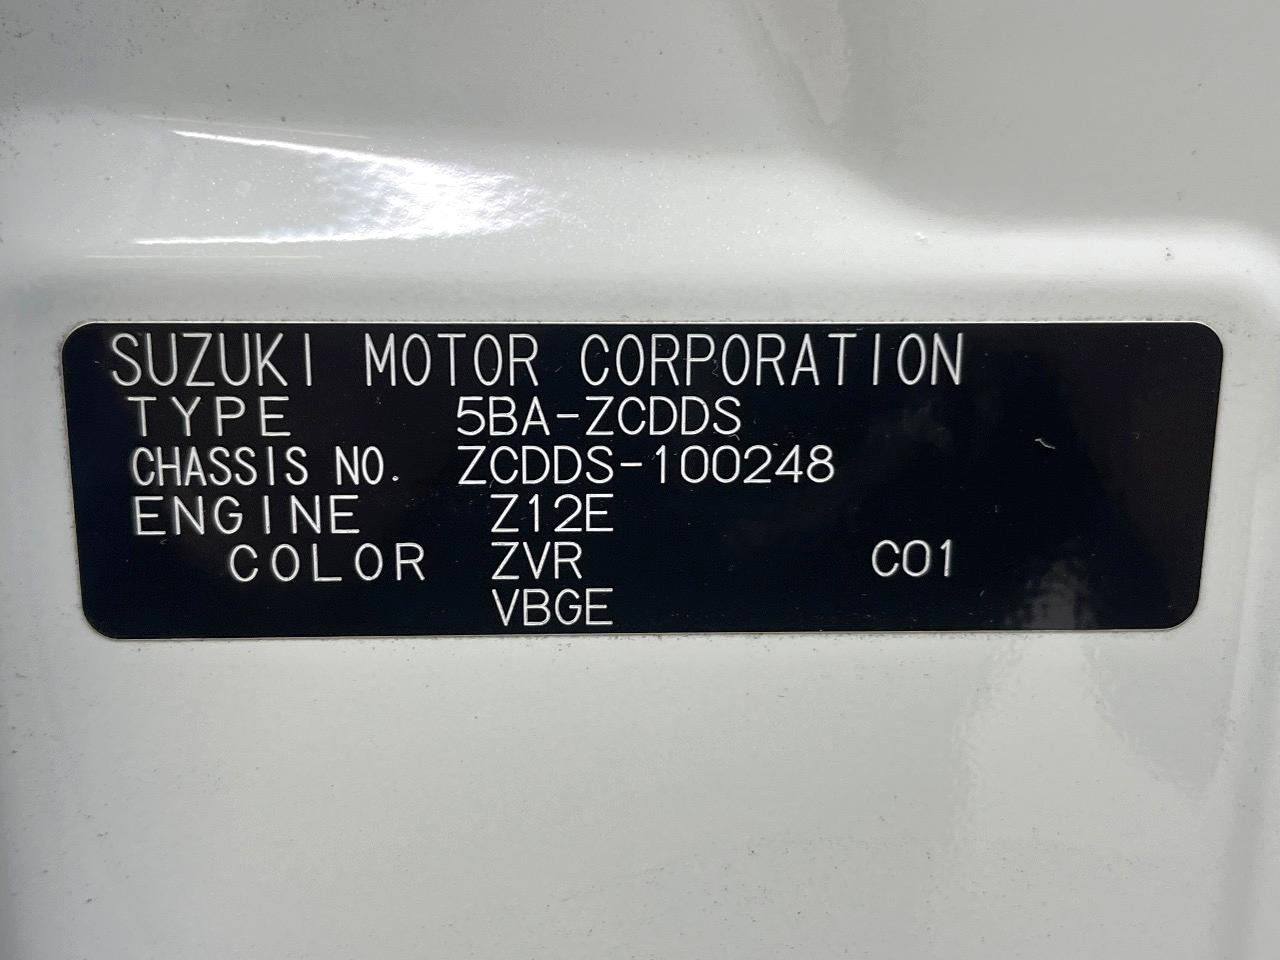 SUZUKI MOTOR CORPORATION
TYPE 5BA-ZCDDS
CHASSIS NO. ZCDDS-100248
ENGINE Z12E
COLOR ZVR C01
VBGE